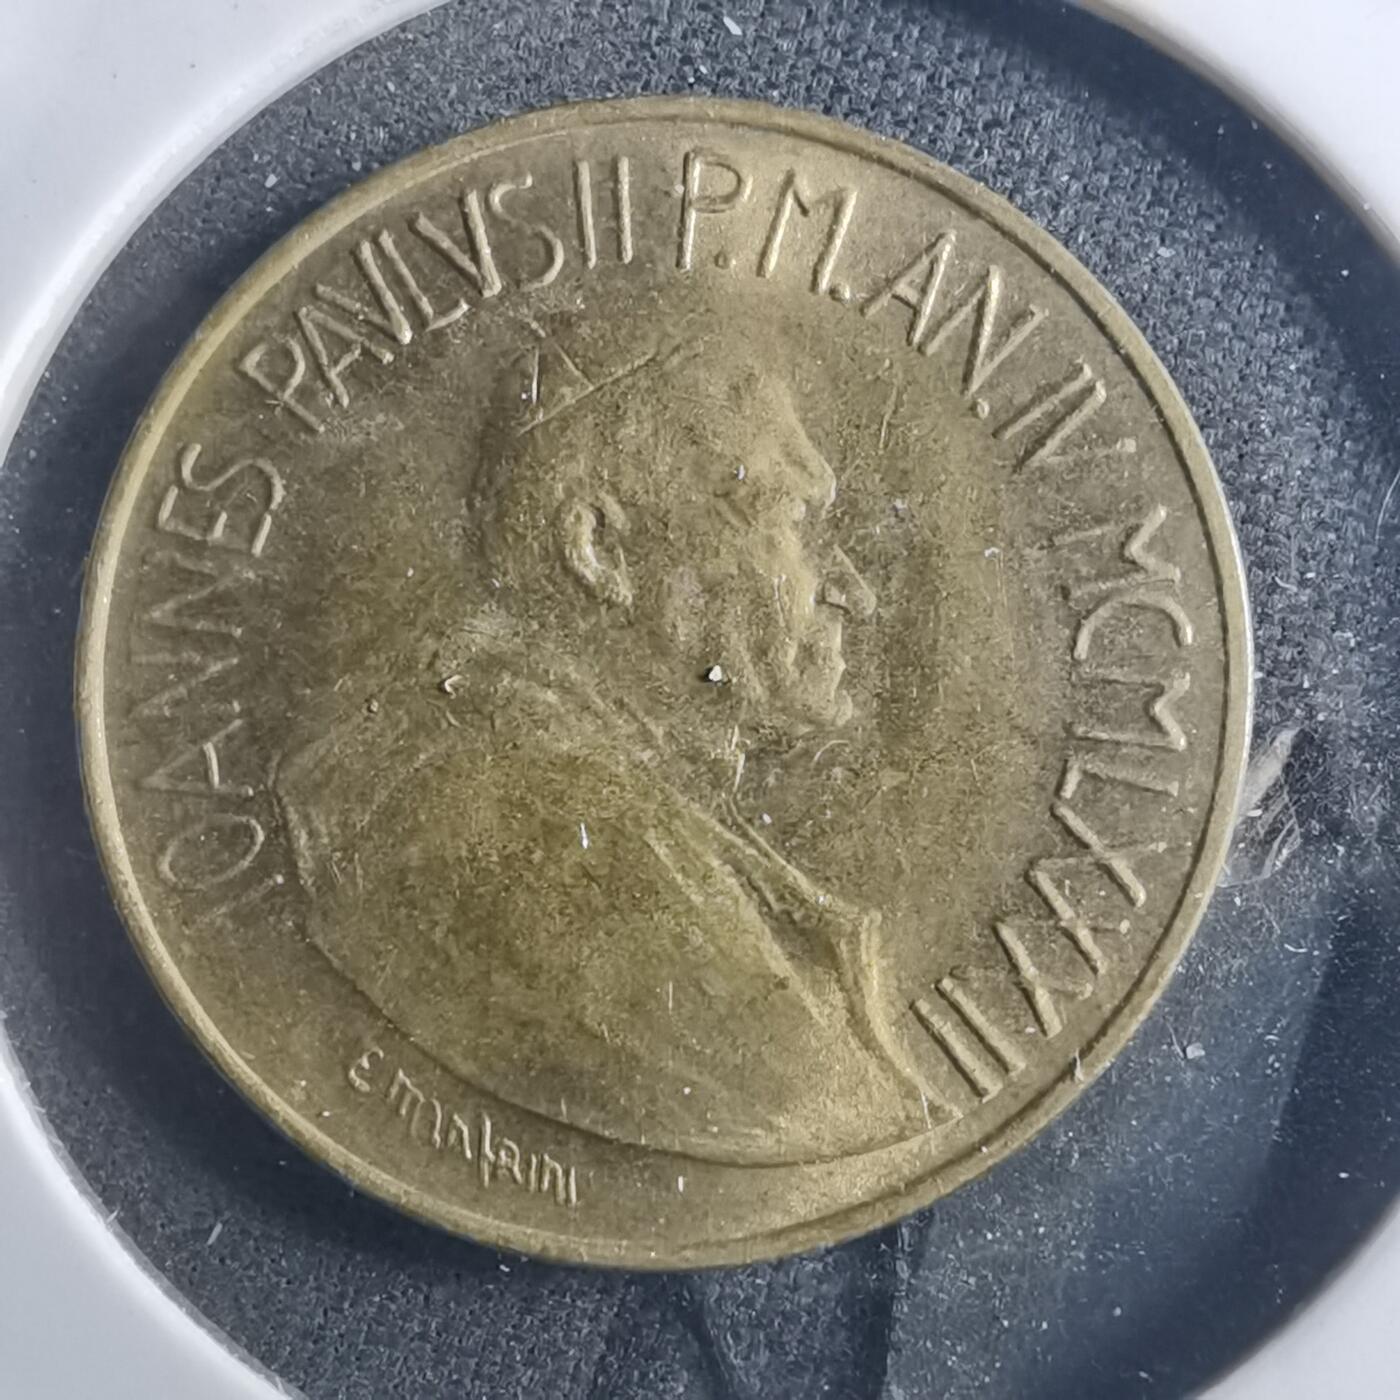 IOANNES PAVLVS II P.M.AN.IV MCMLXXXII
E manfrini